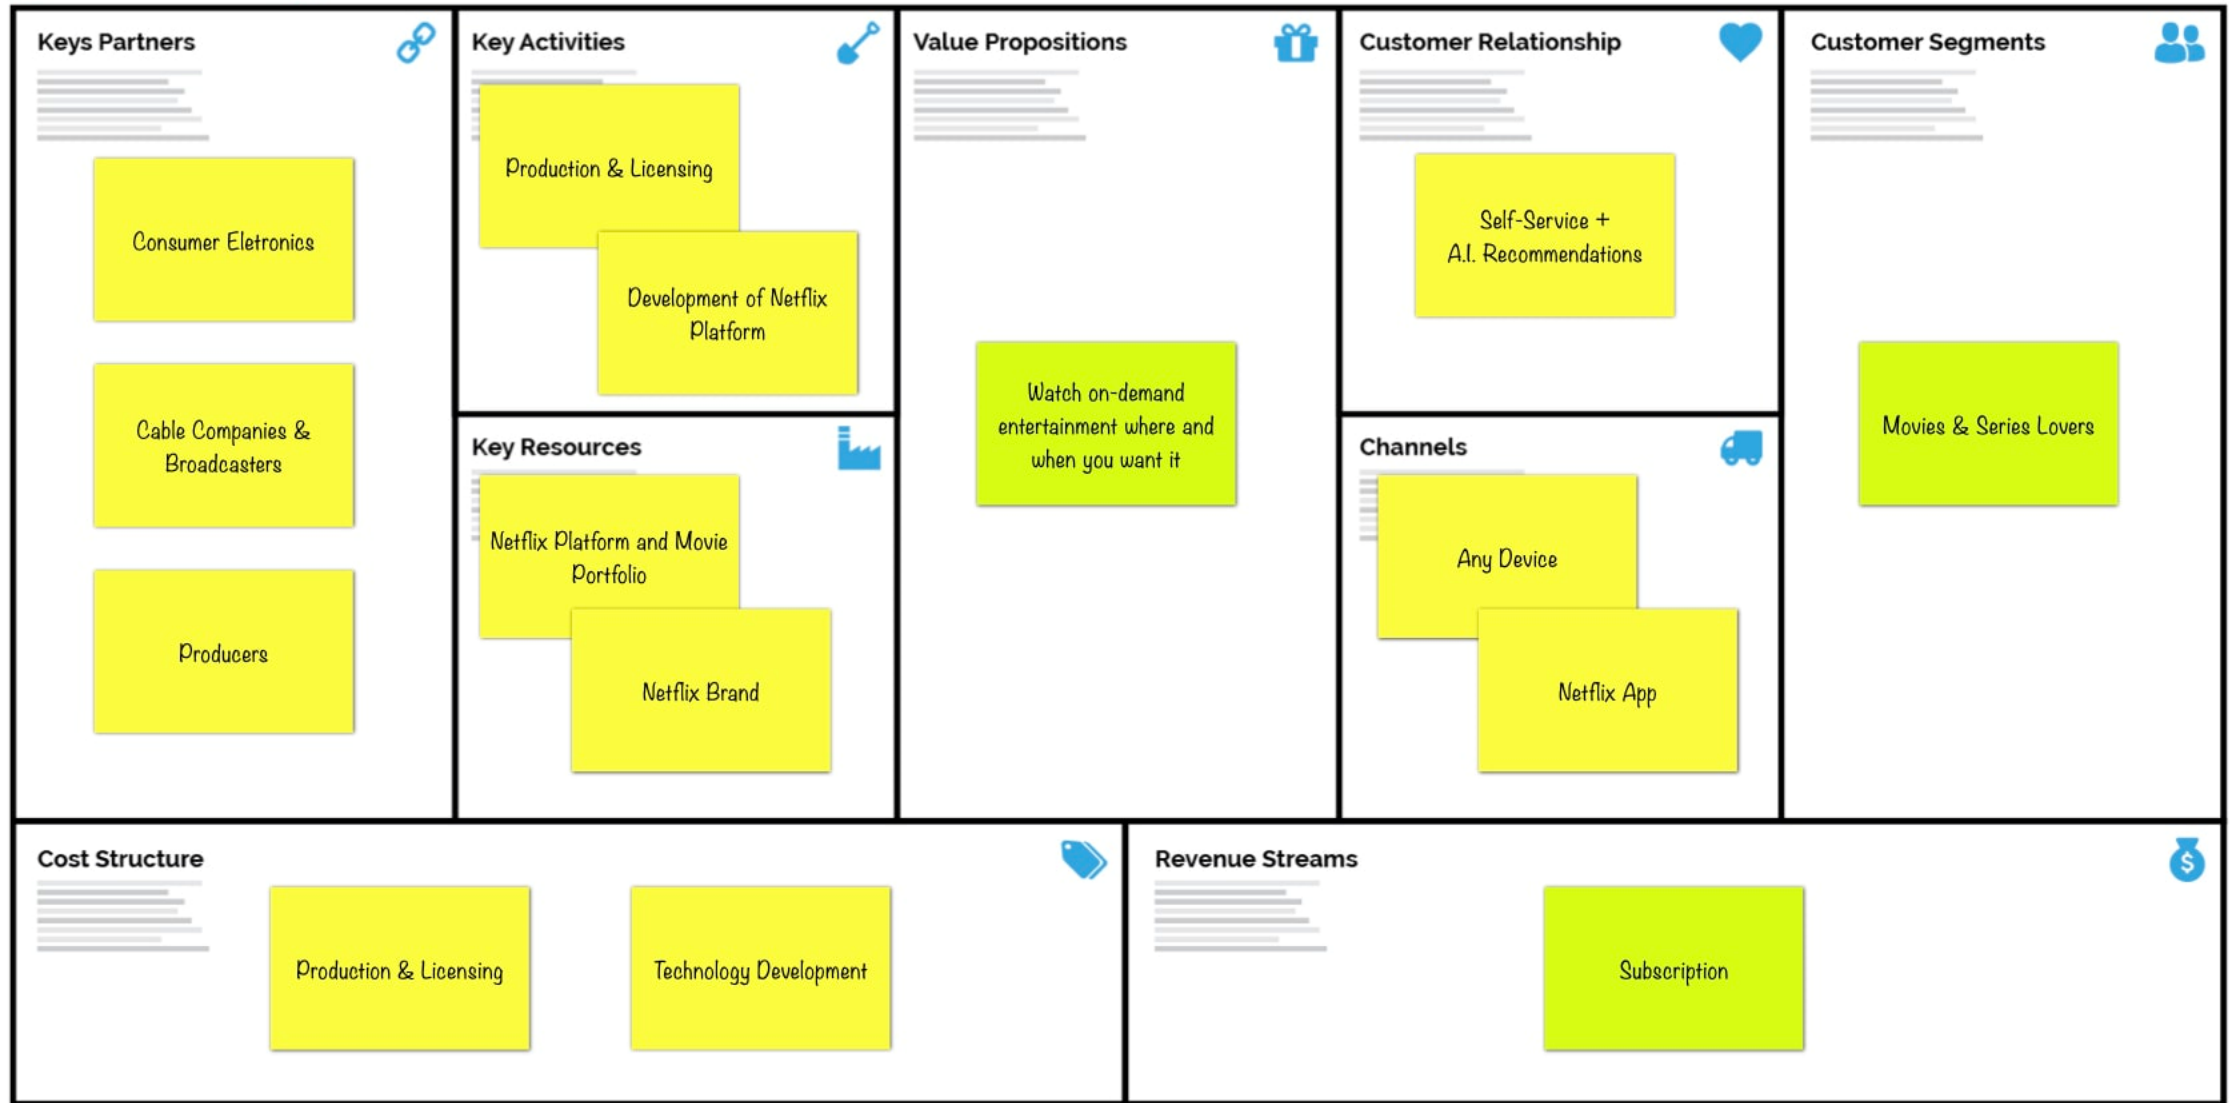 Keys Partners
Consumer Eletronics
Cable Companies &
Broadcasters
Producers
Key Activities
Production & Licensing
Development of Netflix
Platform
Key Resources
Netflix Platform and Movie
Portfolio
Netflix Brand
Value Propositions
Watch on-demand
entertainment where and
when you want it
Customer Relationship
Self-Service +
A.I. Recommendations
Channels
Any Device
Netflix App
Customer Segments
Movies & Series Lovers
Cost Structure
Production & Licensing
Technology Development
Revenue Streams
$
Subscription